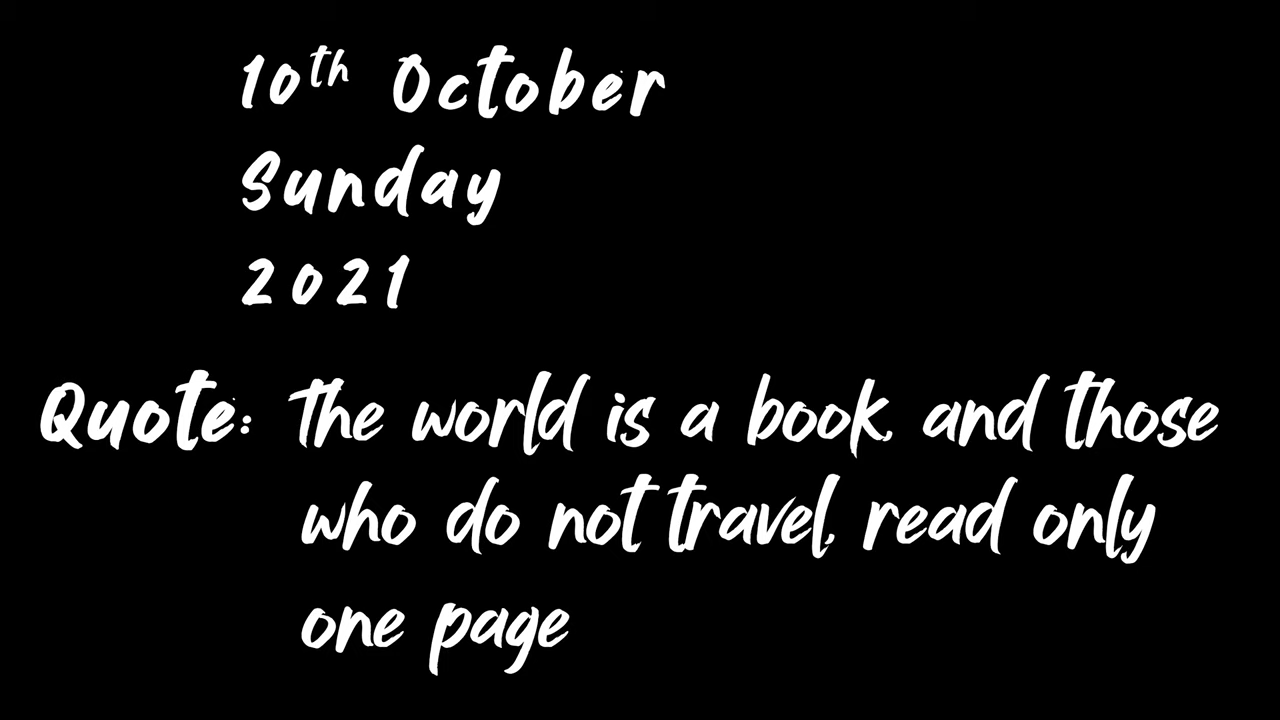 10th October
Sunday
2021
Quote: The world is a book, and those
who do not travel, read only
one page